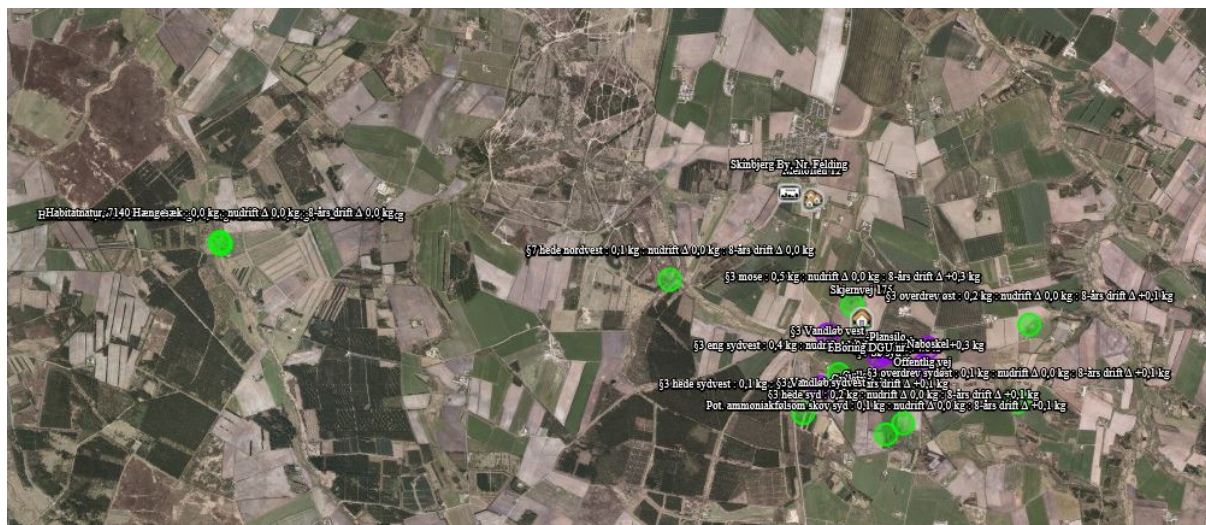 Skinbjerg By, Nr. Felding
Habitatnatur, 7140 Hængesæk : 0,0 kg : nudrift Δ 0,0 kg : 8-års drift Δ 0,0 kg
§7 hede nordvest : 0,1 kg : nudrift Δ 0,0 kg : 8-års drift Δ 0,0 kg
§3 mose : 0,5 kg : nudrift Δ 0,0 kg : 8-års drift Δ +0,3 kg
Skjernvej 175
§3 overdrev øst : 0,2 kg : nudrift Δ 0,0 kg : 8-års drift Δ +0,1 kg
§3 Vandløb vest
Plansilo
§3 eng sydvest : 0,4 kg : nudrift
Naboskel
+0,3 kg
Boring DGU nr
Offentlig vej
§3 overdrev sydøst : 0,1 kg : nudrift Δ 0,0 kg : 8-års drift Δ +0,1 kg
§3 hede sydvest : 0,1 kg
§3 Vandløb sydvest
års drift Δ +0,1 kg
§3 hede syd : 0,2 kg : nudrift Δ 0,0 kg : 8-års drift Δ +0,1 kg
Pot. ammoniakfølsom skov syd : 0,1 kg : nudrift Δ 0,0 kg : 8-års drift Δ +0,1 kg